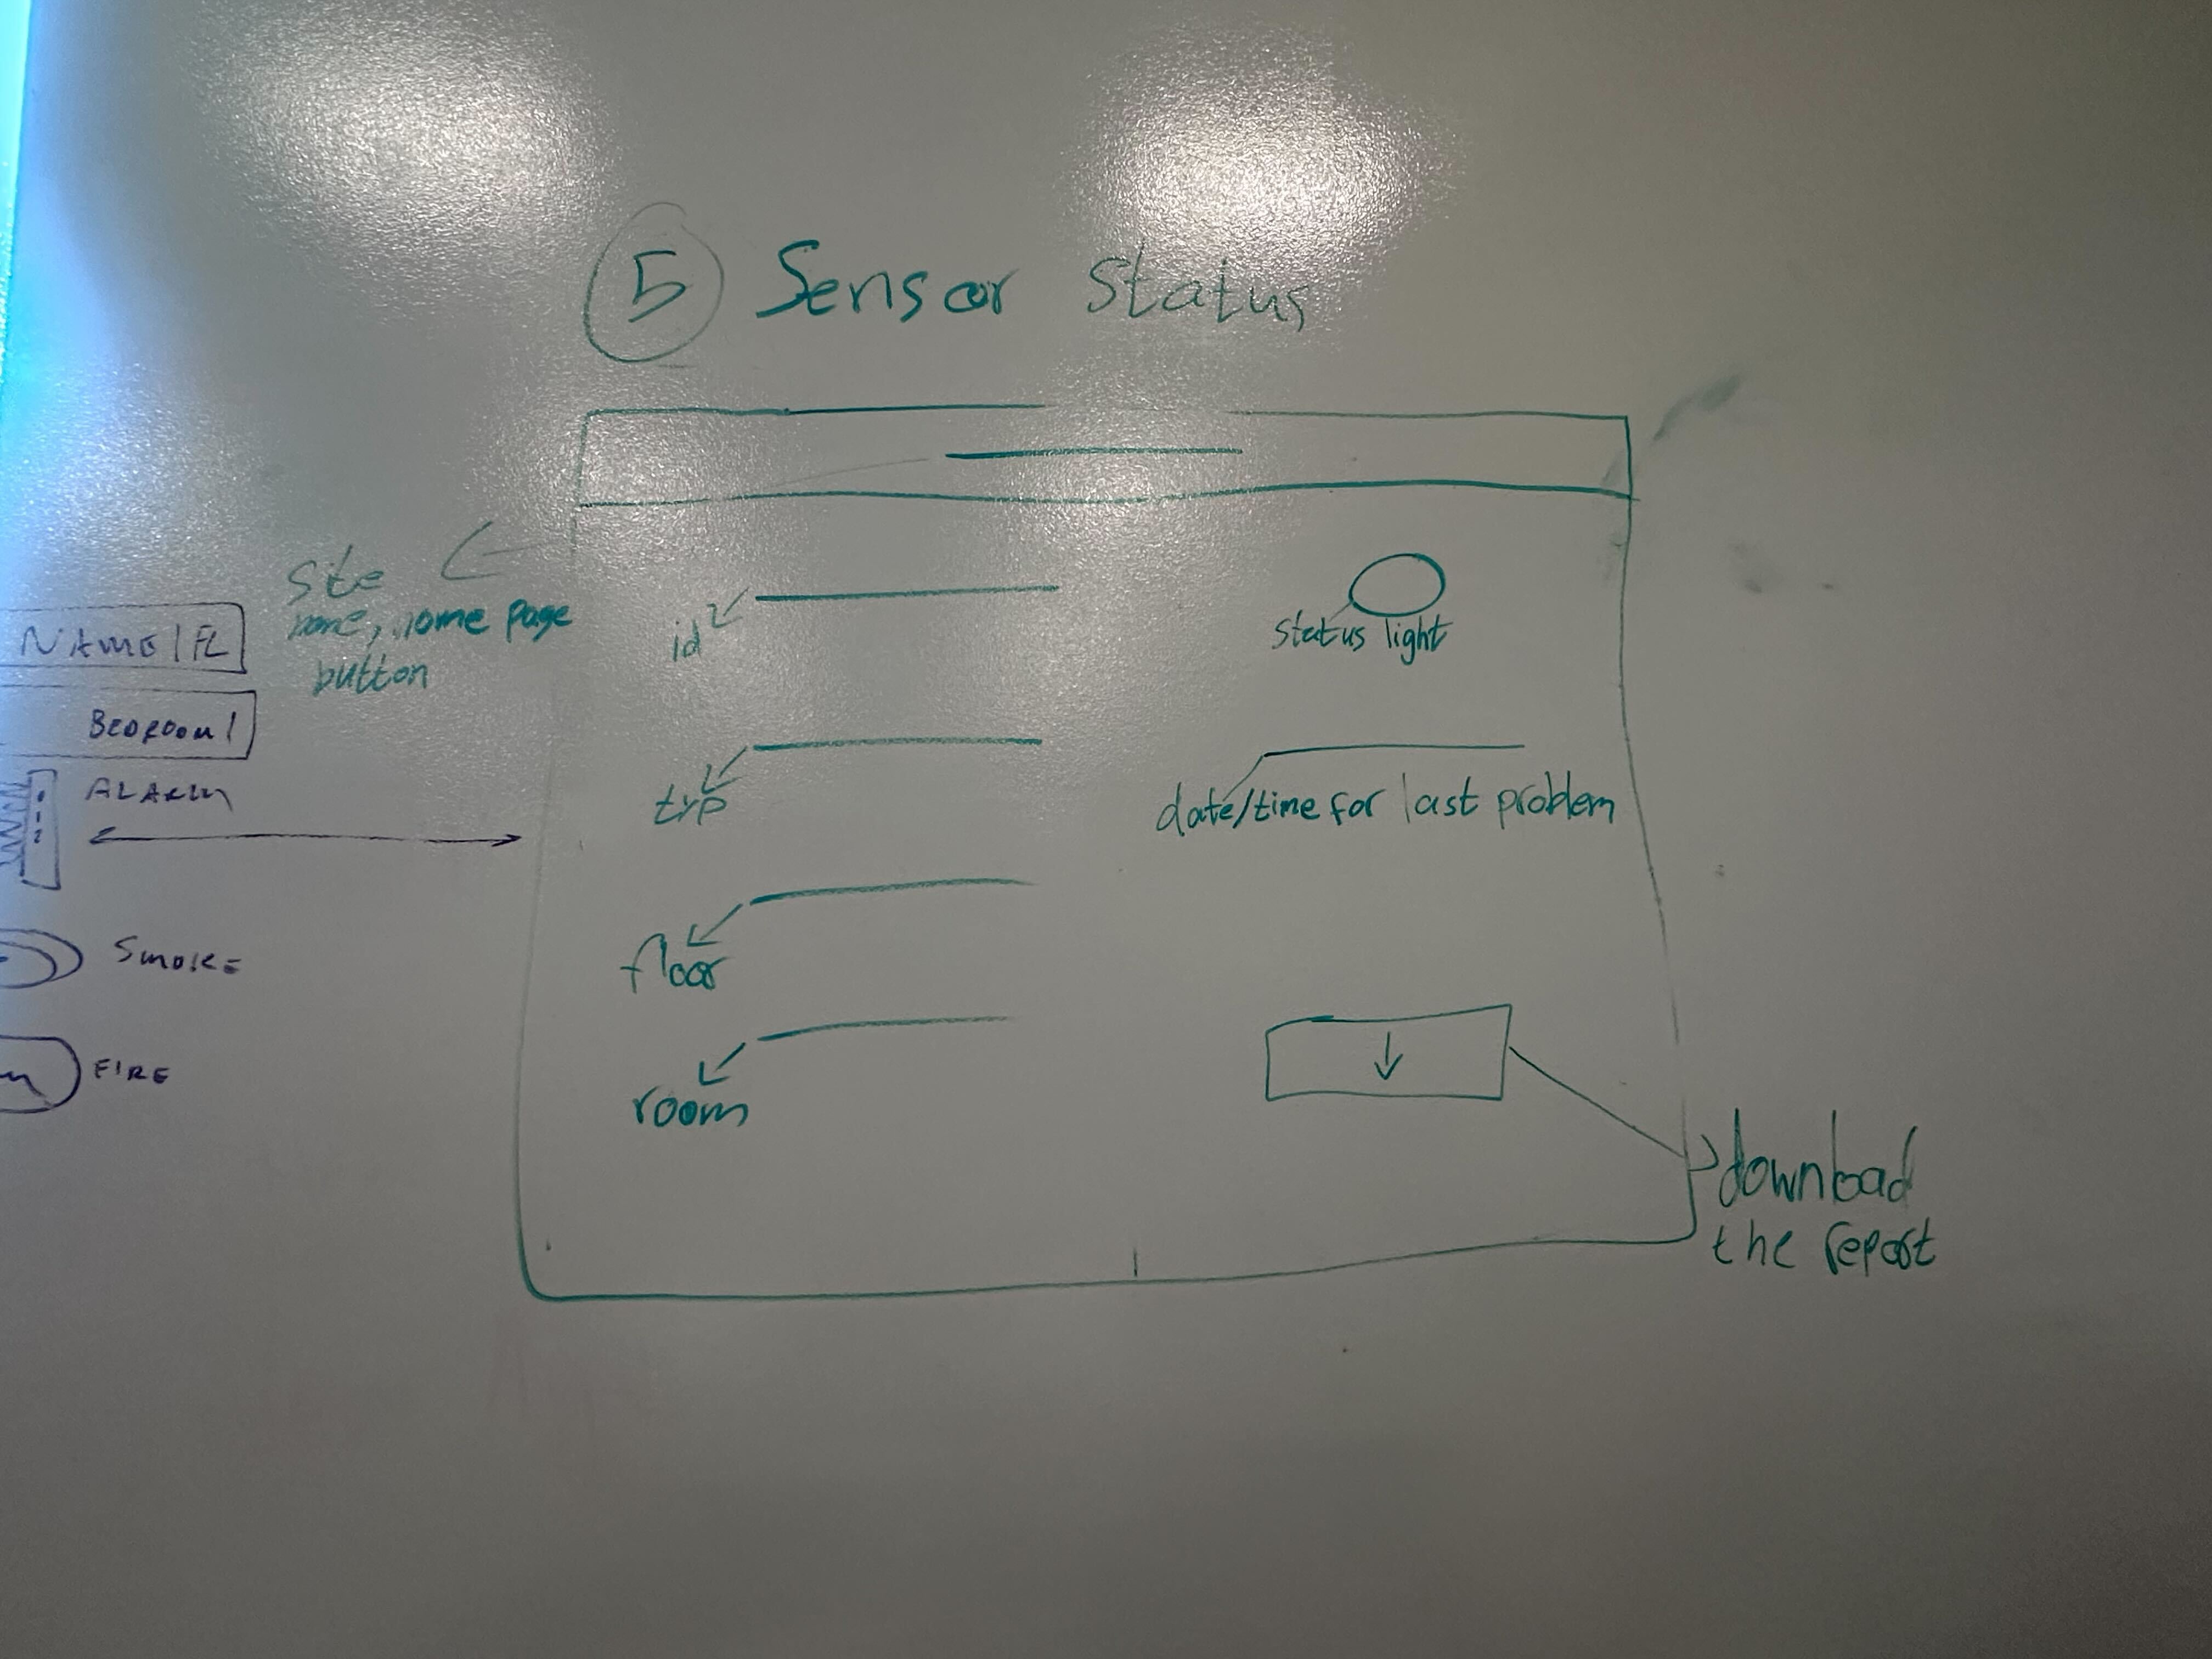 5 Sensor Status
Site
name, home page
button
NAME | FL
Bedroom 1
ALARM
SMOKE
FIRE
id
status light
typ
date/time for last problem
floor
room
↓
download
the report